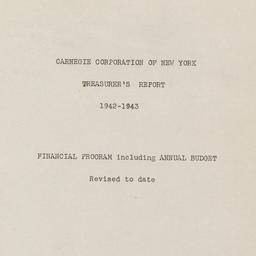 CARNEGIE CORPORATION OF NEW YORK
TREASURER'S REPORT
1942-1943
FINANCIAL PROGRAM including ANNUAL BUDGET
Revised to date